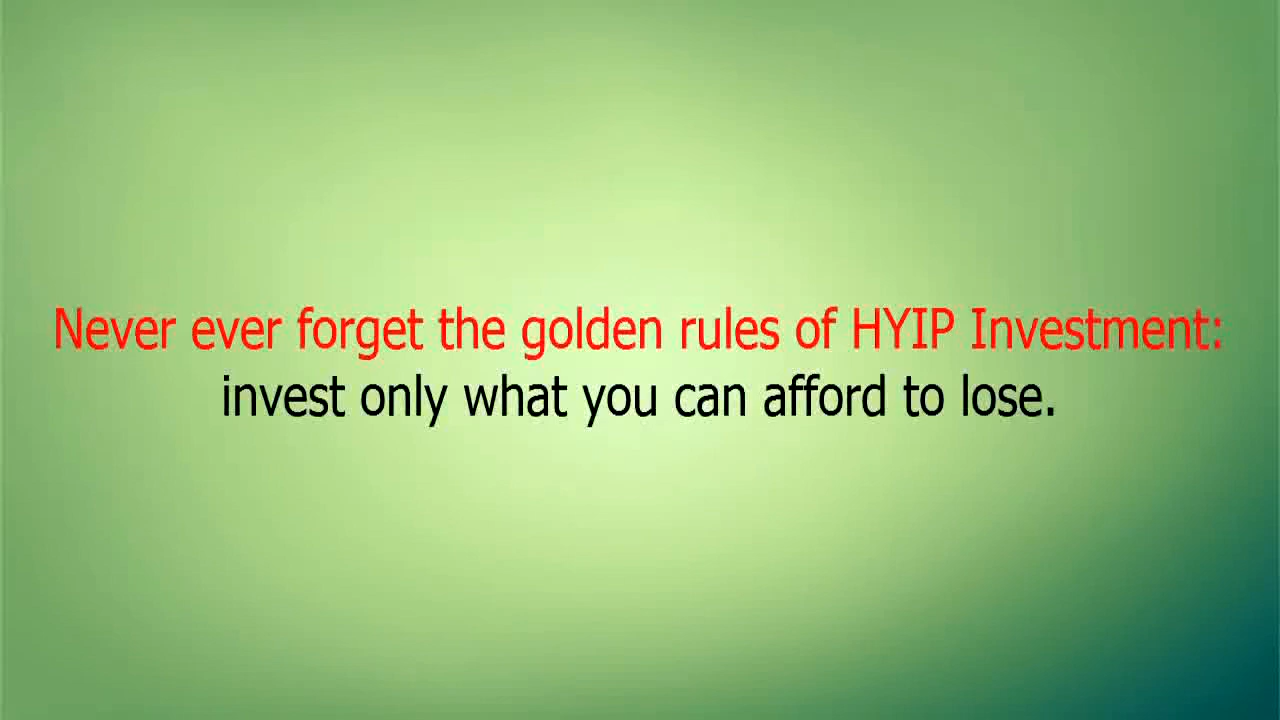 Never ever forget the golden rules of HYIP Investment:
invest only what you can afford to lose.